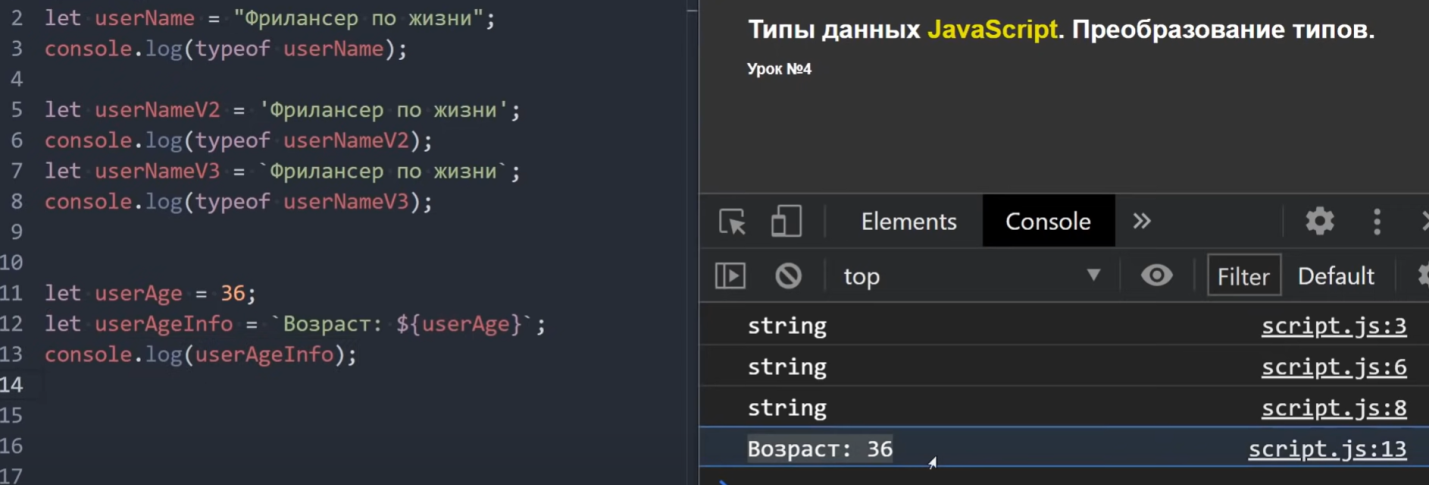 2 let userName = "Фрилансер по жизни";
3 console.log(typeof userName);
4
5 let userNameV2 = 'Фрилансер по жизни';
6 console.log(typeof userNameV2);
7 let userNameV3 = `Фрилансер по жизни`;
8 console.log(typeof userNameV3);
9
10
11 let userAge = 36;
12 let userAgeInfo = `Возраст: ${userAge}`;
13 console.log(userAgeInfo);
14
15
16
17
Типы данных JavaScript. Преобразование типов.
Урок №4
Elements Console
top Filter Default
string script.js:3
string script.js:6
string script.js:8
Возраст: 36 script.js:13